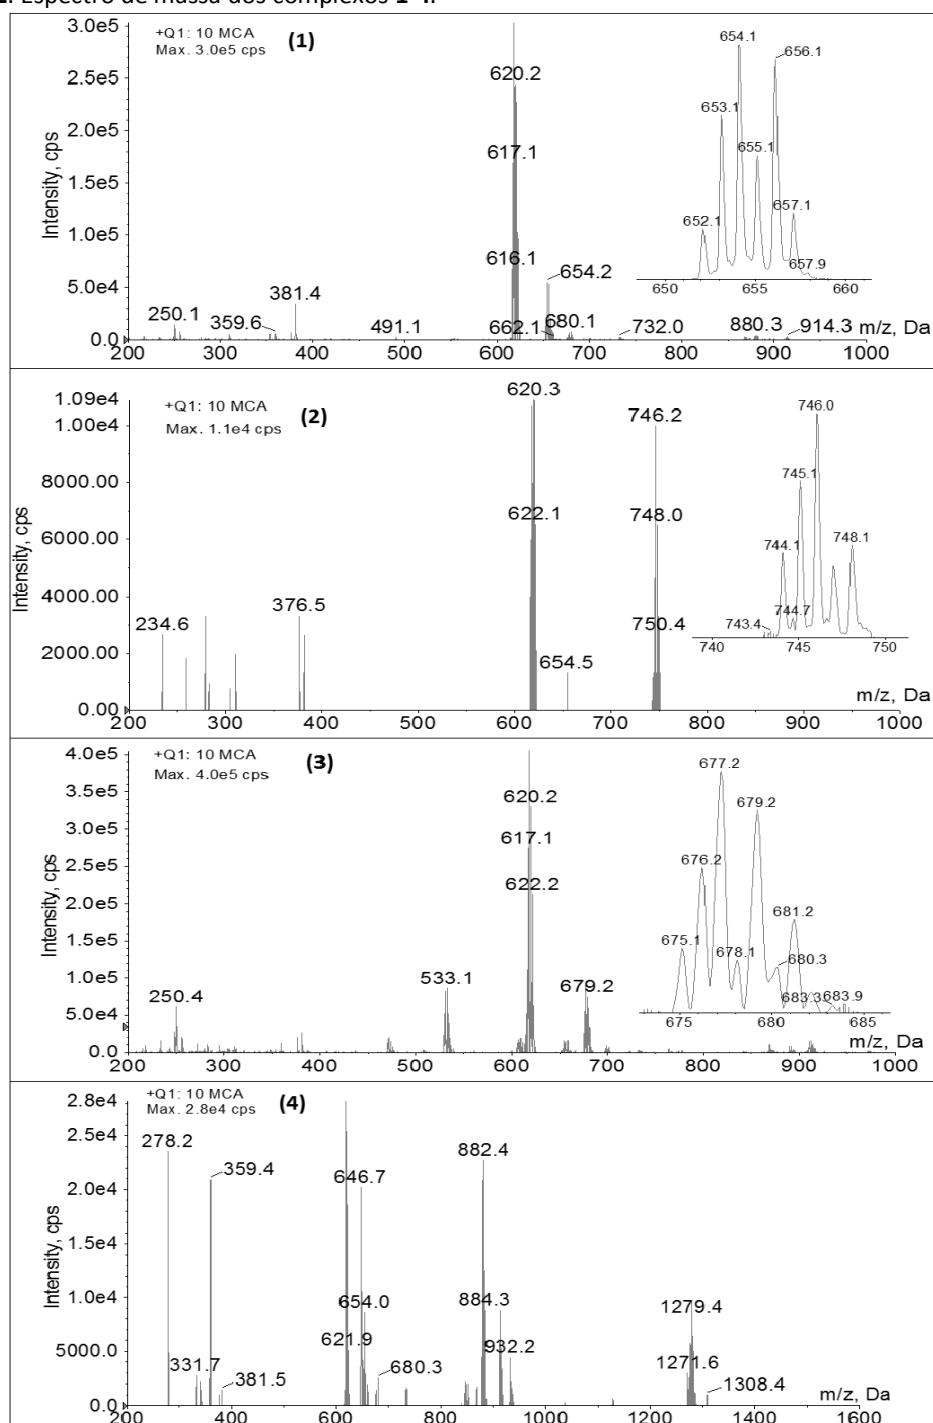 Espectro de massa dos complexos 1-4.
+Q1: 10 MCA
Max. 3.0e5 cps
(1)
Intensity, cps
3.0e5
2.5e5
2.0e5
1.5e5
1.0e5
5.0e4
0.0
250.1
359.6
381.4
491.1
620.2
617.1
616.1
654.2
662.1
680.1
732.0
880.3
914.3
m/z, Da
200 300 400 500 600 700 800 900 1000
654.1
656.1
653.1
655.1
652.1
657.1
657.9
650 655 660
+Q1: 10 MCA
Max. 1.1e4 cps
(2)
Intensity, cps
1.09e4
1.00e4
8000.00
6000.00
4000.00
2000.00
0.00
234.6
376.5
620.3
622.1
654.5
746.2
748.0
750.4
m/z, Da
200 300 400 500 600 700 800 900 1000
746.0
745.1
744.1
748.1
744.7
743.4
740 745 750
+Q1: 10 MCA
Max. 4.0e5 cps
(3)
Intensity, cps
4.0e5
3.5e5
3.0e5
2.5e5
2.0e5
1.5e5
1.0e5
5.0e4
0.0
250.4
533.1
620.2
617.1
622.2
679.2
m/z, Da
200 300 400 500 600 700 800 900 1000
677.2
679.2
676.2
681.2
675.1
678.1
680.3
683.3
683.9
675 680 685
+Q1: 10 MCA
Max. 2.8e4 cps
(4)
Intensity, cps
2.8e4
2.5e4
2.0e4
1.5e4
1.0e4
5000.0
0.0
278.2
359.4
331.7
381.5
646.7
654.0
621.9
680.3
882.4
884.3
932.2
1279.4
1271.6
1308.4
m/z, Da
200 400 600 800 1000 1200 1400 1600